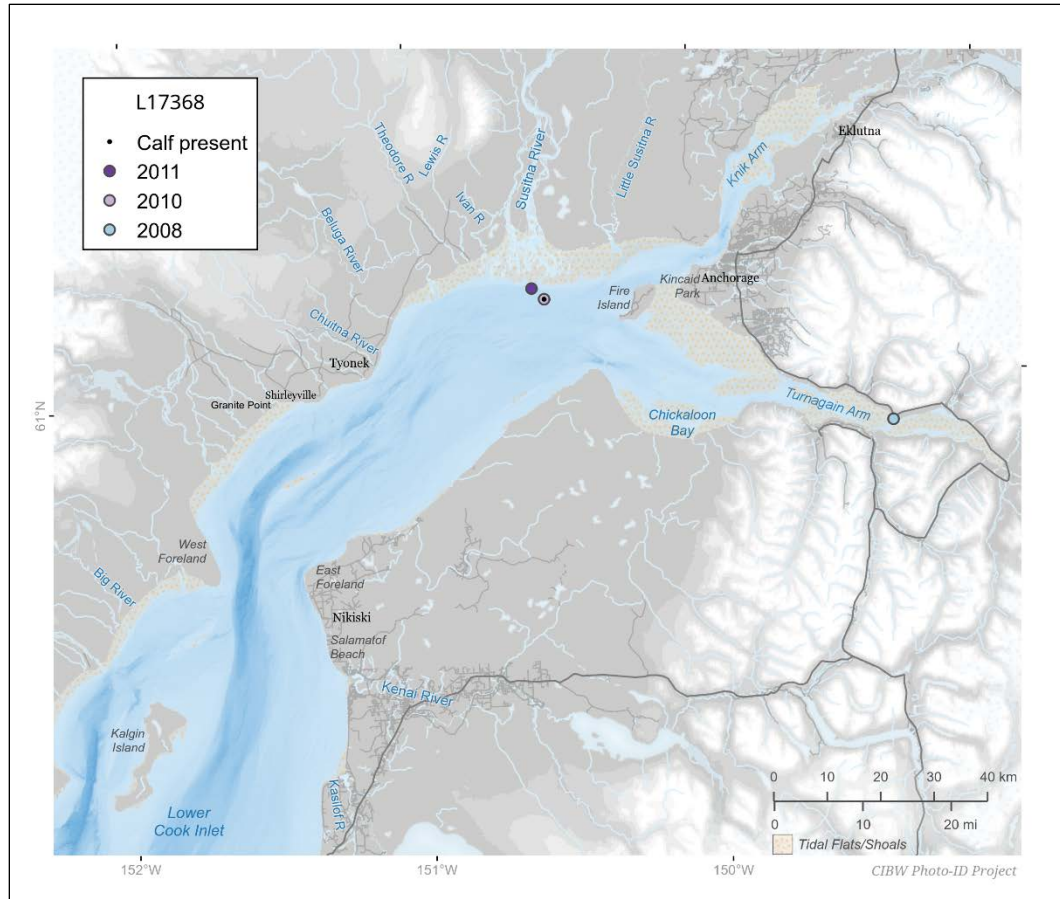 L17368
Calf present
2011
2010
2008
Theodore R
Lewis R
Ivan R
Susitna River
Little Susitna R
Knik Arm
Eklutna
Beluga River
Chuitna River
Tyonek
Shirleyville
Granite Point
Fire
Island
Kincaid
Park
Anchorage
61°N
Chickaloon
Bay
Turnagain Arm
West
Foreland
Big River
East
Foreland
Nikiski
Salamatof
Beach
Kenai River
Kalgin
Island
Lower
Cook Inlet
Kasilof R
0 10 20 30 40 km
0 10 20 mi
Tidal Flats/Shoals
152°W
151°W
150°W
CIBW Photo-ID Project